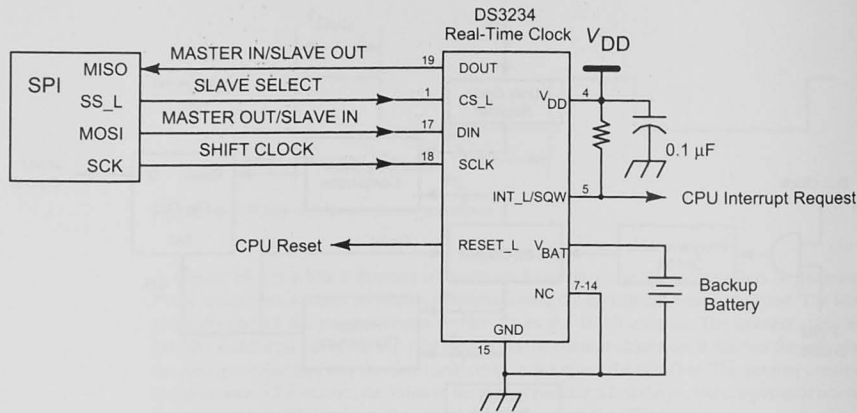 DS3234
Real-Time Clock
VDD
SPI
MISO
SS_L
MOSI
SCK
MASTER IN/SLAVE OUT
SLAVE SELECT
MASTER OUT/SLAVE IN
SHIFT CLOCK
19
1
17
18
DOUT
CS_L
DIN
SCLK
VDD
4
0.1 µF
INT_L/SQW
5
CPU Interrupt Request
CPU Reset
RESET_L
VBAT
NC
7-14
Backup
Battery
GND
15